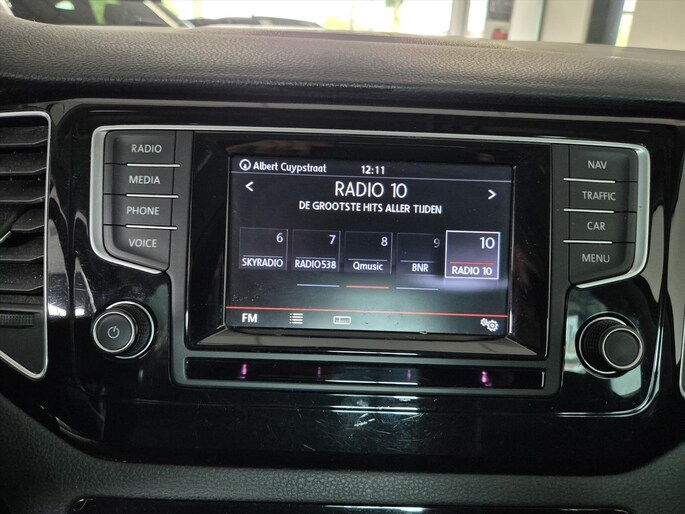 RADIO
MEDIA
PHONE
VOICE
Albert Cuypstraat 12:11
< RADIO 10 >
DE GROOTSTE HITS ALLER TIJDEN
6 7 8 9 10
SKYRADIO RADIO538 Qmusic BNR RADIO 10
FM
NAV
TRAFFIC
CAR
MENU